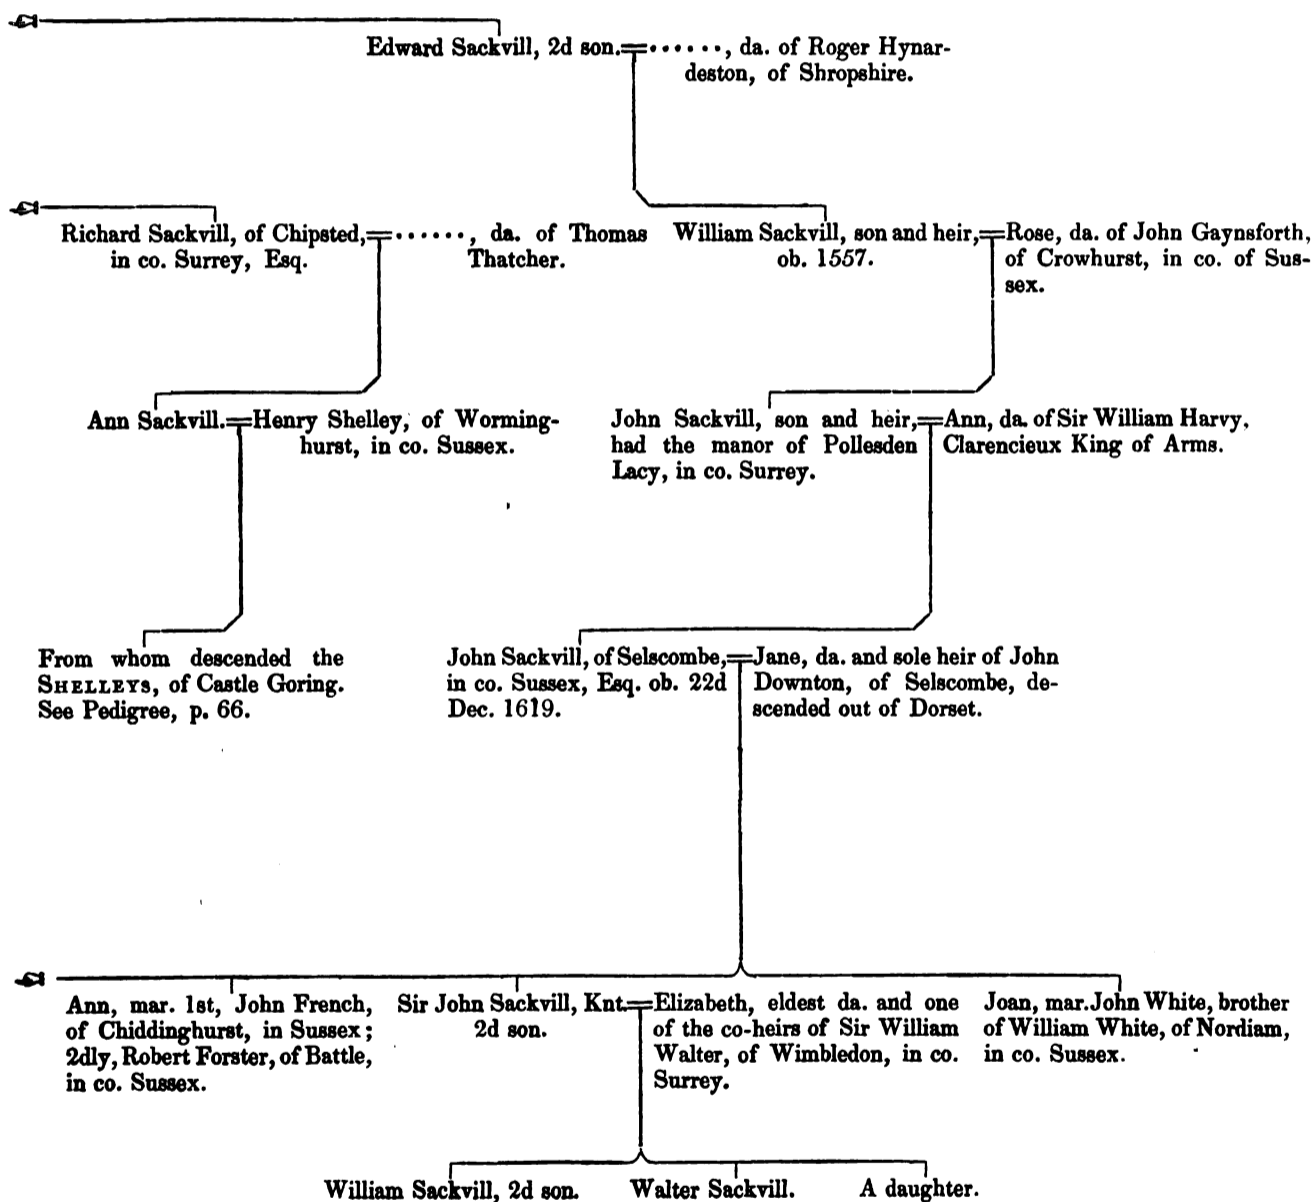 Edward Sackvill, 2d son.=······, da. of Roger Hynar-
deston, of Shropshire.
Richard Sackvill, of Chipsted,=······, da. of Thomas
in co. Surrey, Esq. Thatcher.
William Sackvill, son and heir,=Rose, da. of John Gaynsforth,
ob. 1557. of Crowhurst, in co. of Sus-
sex.
Ann Sackvill.=Henry Shelley, of Worming-
hurst, in co. Sussex.
John Sackvill, son and heir,=Ann, da. of Sir William Harvy,
had the manor of Pollesden Clarencieux King of Arms.
Lacy, in co. Surrey.
From whom descended the
SHELLEYS, of Castle Goring.
See Pedigree, p. 66.
John Sackvill, of Selscombe,=Jane, da. and sole heir of John
in co. Sussex, Esq. ob. 22d Downton, of Selscombe, de-
Dec. 1619. scended out of Dorset.
Ann, mar. 1st, John French,
of Chiddinghurst, in Sussex;
2dly, Robert Forster, of Battle,
in co. Sussex.
Sir John Sackvill, Knt.=Elizabeth, eldest da. and one
2d son. of the co-heirs of Sir William
Walter, of Wimbledon, in co.
Surrey.
Joan, mar. John White, brother
of William White, of Nordiam,
in co. Sussex.
William Sackvill, 2d son. Walter Sackvill. A daughter.